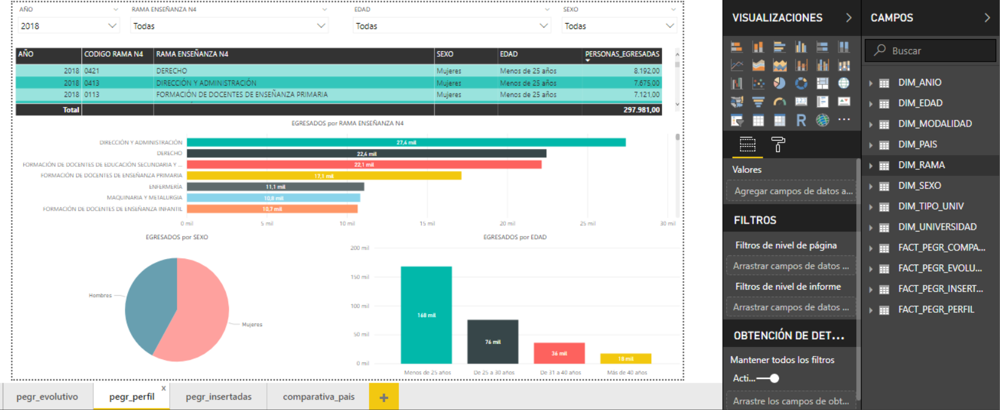 AÑO RAMA ENSEÑANZA N4 EDAD SEXO
2018 Todas Todas Todas
AÑO CODIGO RAMA N4 RAMA ENSEÑANZA N4 SEXO EDAD PERSONAS_EGRESADAS
2018 0421 DERECHO Mujeres Menos de 25 años 8.192,00
2018 0413 DIRECCIÓN Y ADMINISTRACIÓN Mujeres Menos de 25 años 7.675,00
2018 0113 FORMACIÓN DE DOCENTES DE ENSEÑANZA PRIMARIA Mujeres Menos de 25 años 7.121,00
Total 297.981,00
EGRESADOS por RAMA ENSEÑANZA N4
DIRECCIÓN Y ADMINISTRACIÓN 27,4 mil
DERECHO 22,4 mil
FORMACIÓN DE DOCENTES DE EDUCACIÓN SECUNDARIA Y ... 22,1 mil
FORMACIÓN DE DOCENTES DE ENSEÑANZA PRIMARIA 17,1 mil
ENFERMERÍA 11,1 mil
MAQUINARIA Y METALURGIA 10,8 mil
FORMACIÓN DE DOCENTES DE ENSEÑANZA INFANTIL 10,7 mil
0 mil 5 mil 10 mil 15 mil 20 mil 25 mil 30 mil
EGRESADOS por SEXO
Hombres
Mujeres
EGRESADOS por EDAD
200 mil
150 mil
100 mil
50 mil
0 mil
168 mil
76 mil
36 mil
18 mil
Menos de 25 años De 25 a 30 años De 31 a 40 años Más de 40 años
pegr_evolutivo pegr_perfil x pegr_insertadas comparativa_pais +
VISUALIZACIONES
R
Valores
Agregar campos de datos a...
FILTROS
Filtros de nivel de página
Arrastrar campos de datos ...
Filtros de nivel de informe
Arrastrar campos de datos ...
OBTENCIÓN DE DET...
Mantener todos los filtros
Acti...
Arrastre los campos de obt...
CAMPOS
Buscar
DIM_ANIO
DIM_EDAD
DIM_MODALIDAD
DIM_PAIS
DIM_RAMA
DIM_SEXO
DIM_TIPO_UNIV
DIM_UNIVERSIDAD
FACT_PEGR_COMPA...
FACT_PEGR_EVOLU...
FACT_PEGR_INSERT...
FACT_PEGR_PERFIL